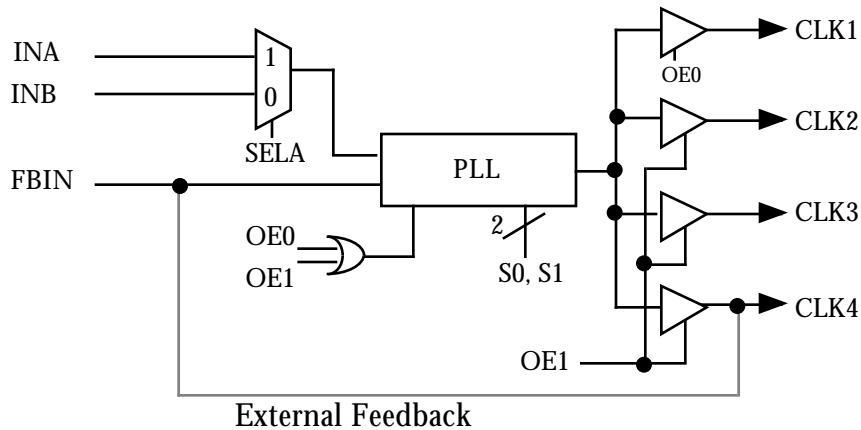 INA
INB
FBIN
1
0
SELA
OE0
OE1
PLL
2
S0, S1
OE0
OE1
CLK1
CLK2
CLK3
CLK4
External Feedback